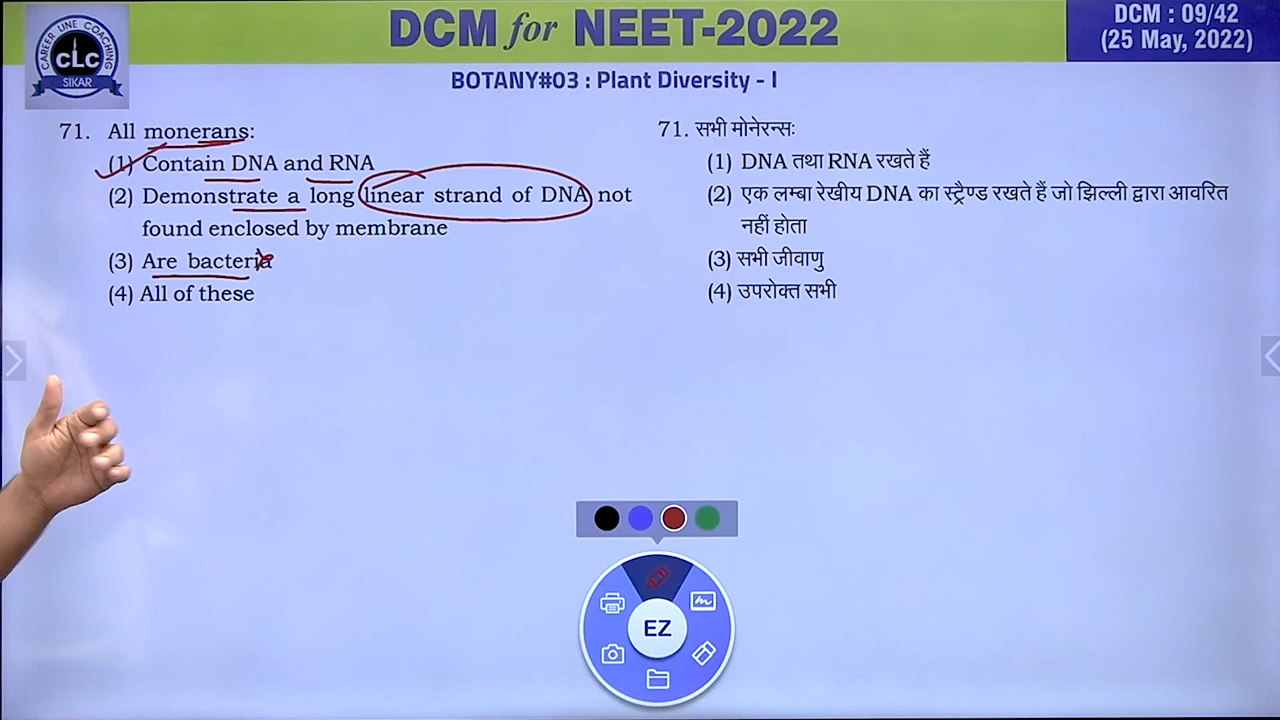 CAREER LINE COACHING
CLC
SIKAR
DCM for NEET-2022
DCM : 09/42
(25 May, 2022)
BOTANY#03 : Plant Diversity - I
71. All monerans:
(1) Contain DNA and RNA
(2) Demonstrate a long linear strand of DNA not
found enclosed by membrane
(3) Are bacteria
(4) All of these
71. सभी मोनेरन्सः
(1) DNA तथा RNA रखते हैं
(2) एक लम्बा रेखीय DNA का स्ट्रैण्ड रखते हैं जो झिल्ली द्वारा आवरित
नहीं होता
(3) सभी जीवाणु
(4) उपरोक्त सभी
EZ